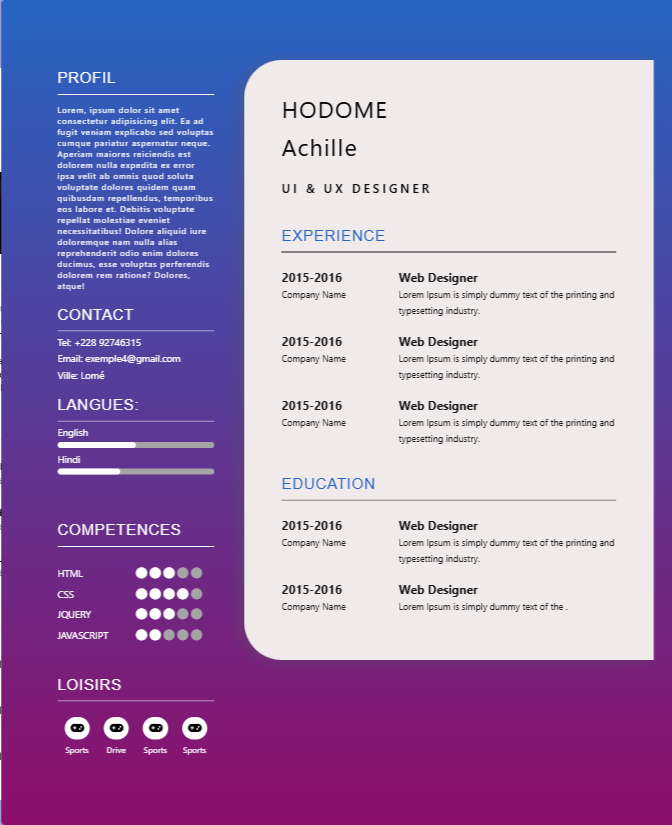 PROFIL
Lorem, ipsum dolor sit amet
consectetur adipisicing elit. Ea ad
fugit veniam explicabo sed voluptas
cumque pariatur aspernatur neque.
Aperiam maiores reiciendis est
dolorem nulla expedita ex error
ipsa velit ab omnis quod soluta
voluptate dolores quidem quam
quibusdam repellendus, temporibus
eos labore et. Debitis voluptate
repellat molestiae eveniet
necessitatibus! Dolore aliquid iure
doloremque nam nulla alias
reprehenderit odio enim dolores
ducimus, esse voluptas perferendis
dolorem rem ratione? Dolores,
atque!
CONTACT
Tel: +228 92746315
Email: exemple4@gmail.com
Ville: Lomé
LANGUES:
English
Hindi
COMPETENCES
HTML
CSS
JQUERY
JAVASCRIPT
LOISIRS
Sports Drive Sports Sports
HODOME
Achille
UI & UX DESIGNER
EXPERIENCE
2015-2016 Web Designer
Company Name Lorem Ipsum is simply dummy text of the printing and
typesetting industry.
2015-2016 Web Designer
Company Name Lorem Ipsum is simply dummy text of the printing and
typesetting industry.
2015-2016 Web Designer
Company Name Lorem Ipsum is simply dummy text of the printing and
typesetting industry.
EDUCATION
2015-2016 Web Designer
Company Name Lorem Ipsum is simply dummy text of the printing and
typesetting industry.
2015-2016 Web Designer
Company Name Lorem Ipsum is simply dummy text of the .